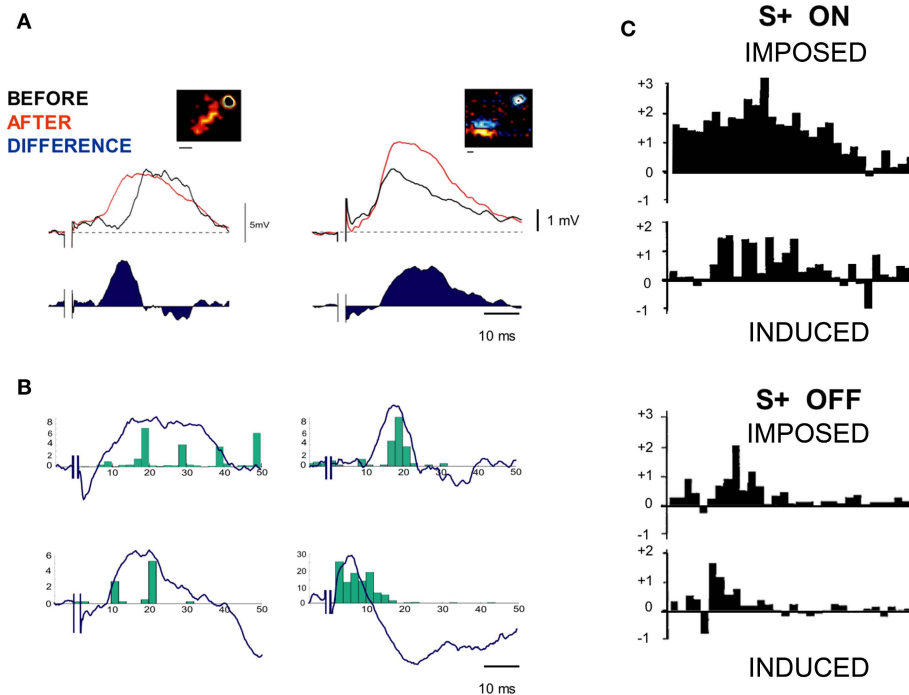 A
BEFORE
AFTER
DIFFERENCE
5mV
1 mV
10 ms
B
8
6
4
2
0
10 20 30 40 50
8
6
4
2
0
10 20 30 40 50
6
4
2
0
10 20 30 40 50
30
20
10
0
10 20 30 40 50
10 ms
C
S+ ON
IMPOSED
+3
+2
+1
0
-1
+2
+1
0
-1
INDUCED
S+ OFF
IMPOSED
+3
+2
+1
0
-1
+2
+1
0
-1
INDUCED